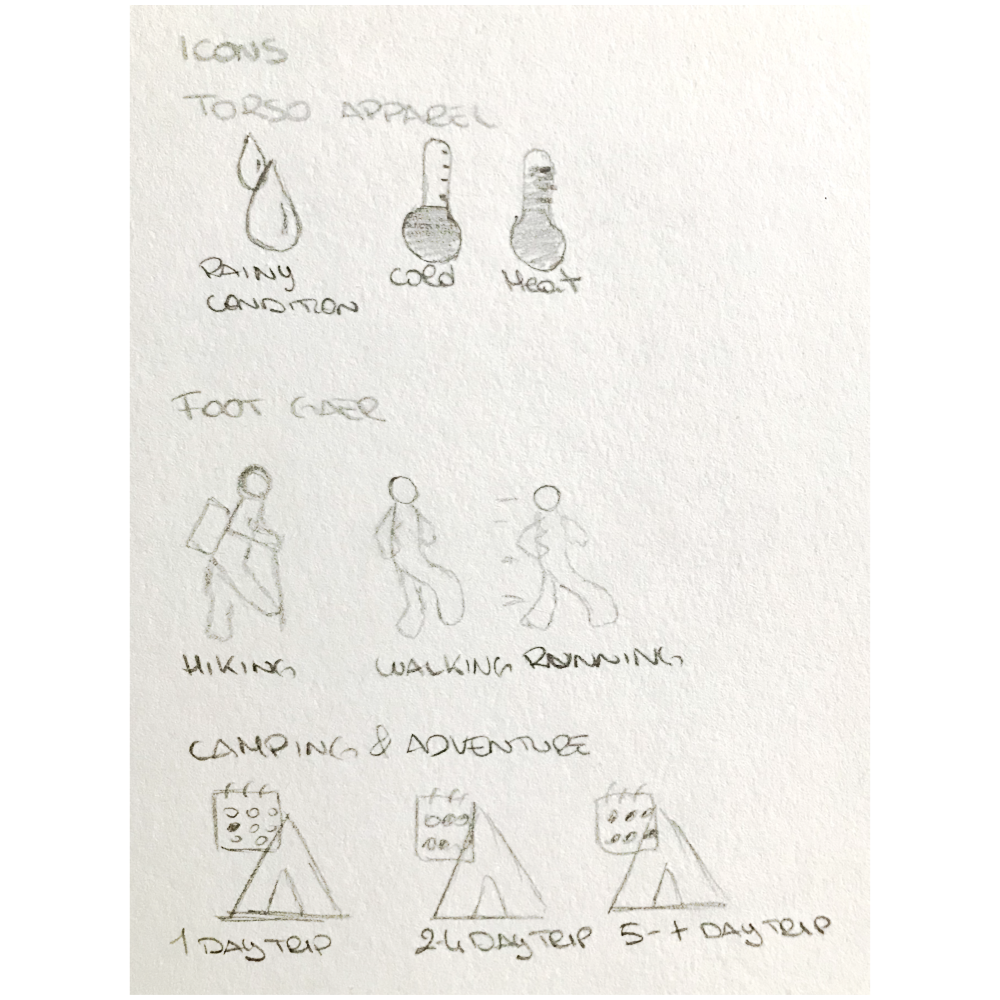 ICONS
TORSO APPAREL
RAINY
CONDITION
Cold
Heat
FOOT GAER
HIKING
WALKING
RUNNING
CAMPING & ADVENTURE
1 DAY TRIP
2-4 DAY TRIP
5-+ DAY TRIP